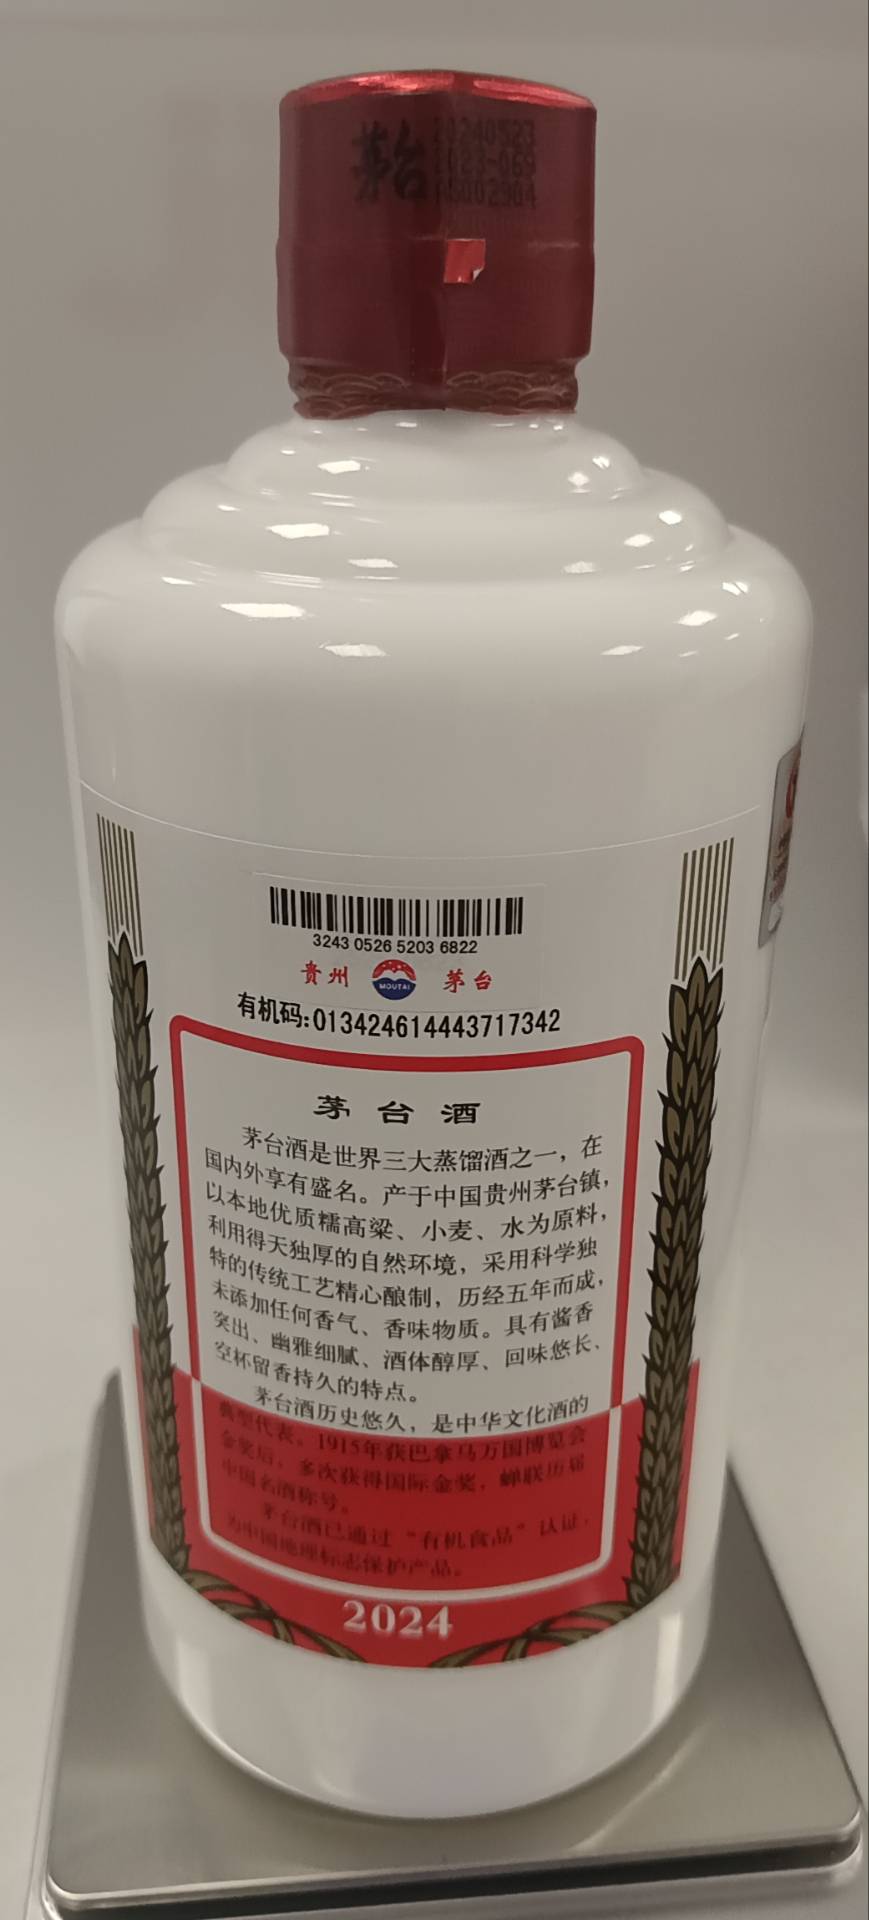 茅台
20240523
2023-069
2904
3243 0526 5203 6822
贵州 MOUTAI 茅台
有机码:013424614443717342
茅台酒
茅台酒是世界三大蒸馏酒之一，在
国内外享有盛名。产于中国贵州茅台镇，
以本地优质糯高粱、小麦、水为原料，
利用得天独厚的自然环境，采用科学独
特的传统工艺精心酿制，历经五年而成，
未添加任何香气、香味物质。具有酱香
突出、幽雅细腻、酒体醇厚、回味悠长、
空杯留香持久的特点。
茅台酒历史悠久，是中华文化酒的
典型代表。1915年获巴拿马万国博览会
金奖后，多次获得国际金奖，蝉联历届
中国名酒称号。
茅台酒已通过“有机食品”认证，
为中国地理标志保护产品。
2024